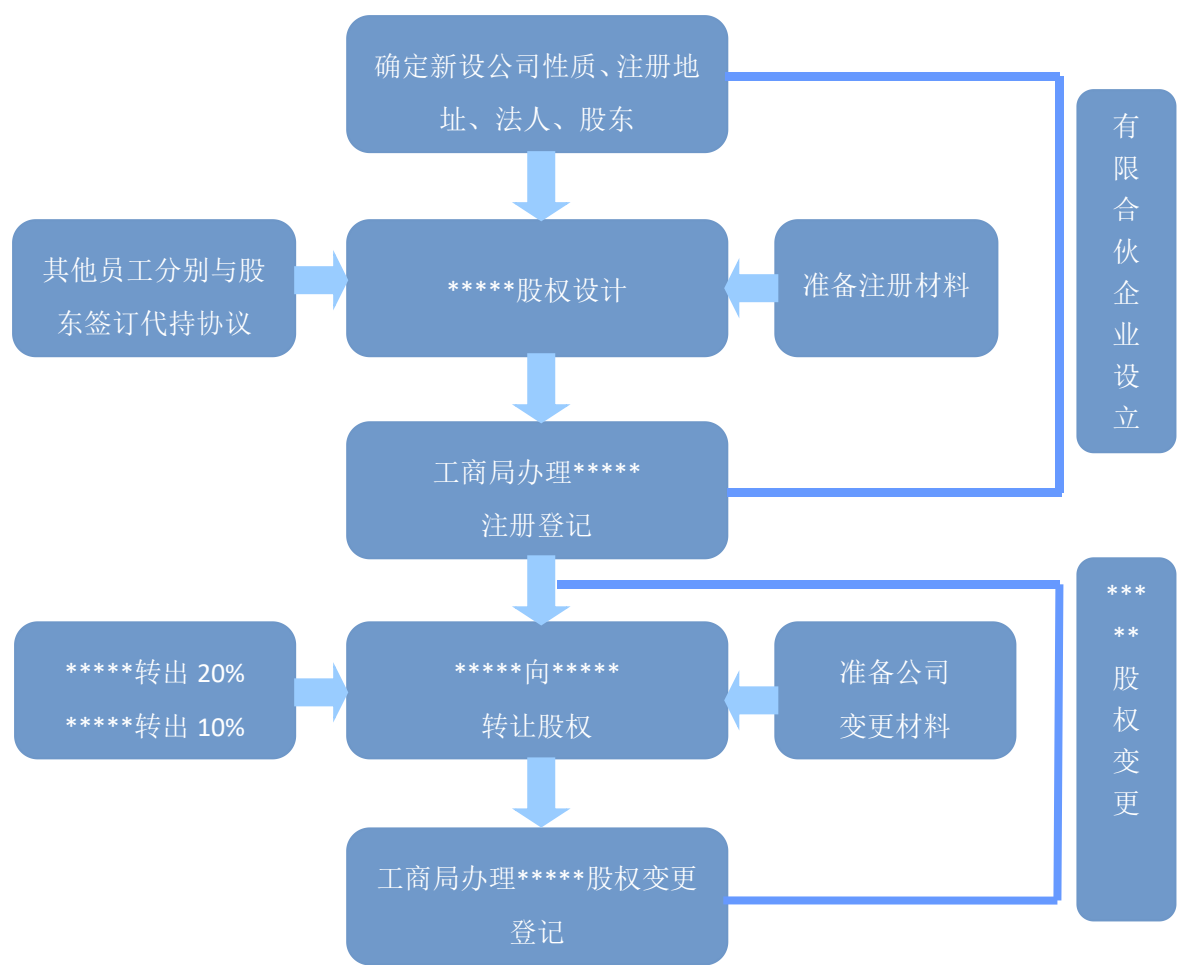 确定新设公司性质、注册地
址、法人、股东
其他员工分别与股
东签订代持协议
*****股权设计
准备注册材料
有
限
合
伙
企
业
设
立
工商局办理*****
注册登记
*****转出 20%
*****转出 10%
*****向*****
转让股权
准备公司
变更材料
***
**
股
权
变
更
工商局办理*****股权变更
登记